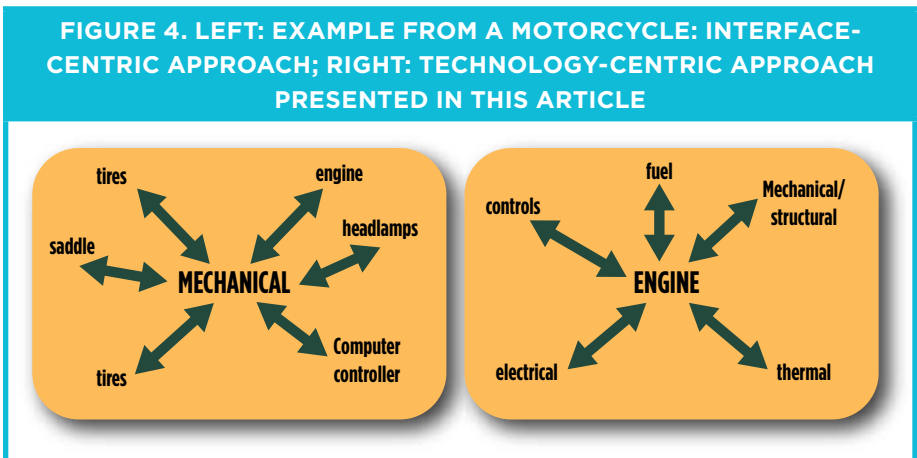 FIGURE 4. LEFT: EXAMPLE FROM A MOTORCYCLE: INTERFACE-
CENTRIC APPROACH; RIGHT: TECHNOLOGY-CENTRIC APPROACH
PRESENTED IN THIS ARTICLE
tires
engine
headlamps
saddle
MECHANICAL
tires
Computer
controller
fuel
Mechanical/
structural
controls
ENGINE
electrical
thermal